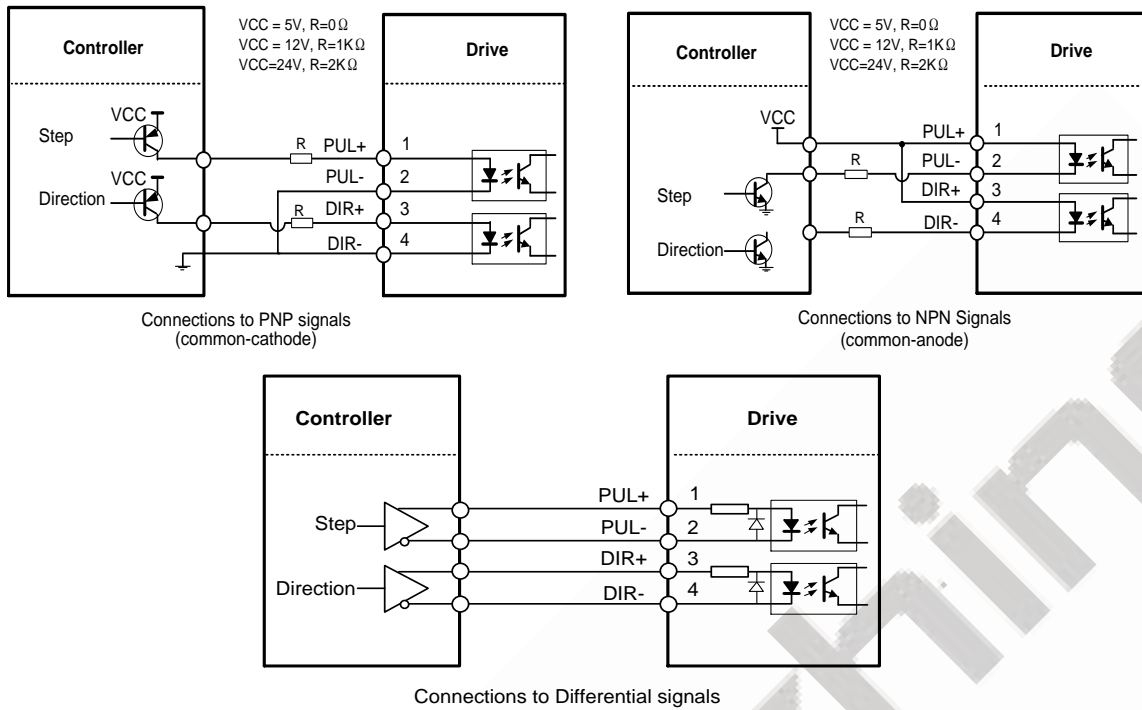 Controller
VCC = 5V, R=0Ω
VCC = 12V, R=1KΩ
VCC=24V, R=2KΩ
Drive
VCC
Step
R
PUL+
1
PUL-
2
VCC
Direction
R
DIR+
3
DIR-
4
Connections to PNP signals
(common-cathode)
Controller
VCC = 5V, R=0Ω
VCC = 12V, R=1KΩ
VCC=24V, R=2KΩ
Drive
VCC
PUL+
1
R
PUL-
2
Step
DIR+
3
R
DIR-
4
Direction
Connections to NPN Signals
(common-anode)
Controller
Drive
PUL+
1
Step
PUL-
2
DIR+
3
Direction
DIR-
4
Connections to Differential signals